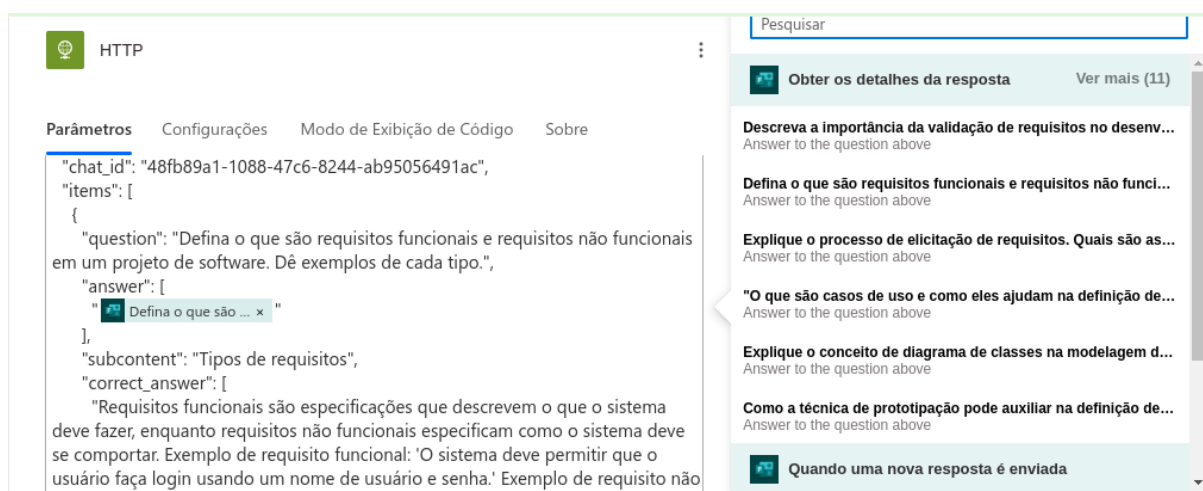 HTTP
Parâmetros Configurações Modo de Exibição de Código Sobre
"chat_id": "48fb89a1-1088-47c6-8244-ab95056491ac",
"items": [
{
"question": "Defina o que são requisitos funcionais e requisitos não funcionais
em um projeto de software. Dê exemplos de cada tipo.",
"answer": [
" Defina o que são ... × "
],
"subcontent": "Tipos de requisitos",
"correct_answer": [
"Requisitos funcionais são especificações que descrevem o que o sistema
deve fazer, enquanto requisitos não funcionais especificam como o sistema deve
se comportar. Exemplo de requisito funcional: 'O sistema deve permitir que o
usuário faça login usando um nome de usuário e senha.' Exemplo de requisito não
Pesquisar
Obter os detalhes da resposta Ver mais (11)
Descreva a importância da validação de requisitos no desenv...
Answer to the question above
Defina o que são requisitos funcionais e requisitos não funci...
Answer to the question above
Explique o processo de elicitação de requisitos. Quais são as...
Answer to the question above
"O que são casos de uso e como eles ajudam na definição de...
Answer to the question above
Explique o conceito de diagrama de classes na modelagem d...
Answer to the question above
Como a técnica de prototipação pode auxiliar na definição de...
Answer to the question above
Quando uma nova resposta é enviada